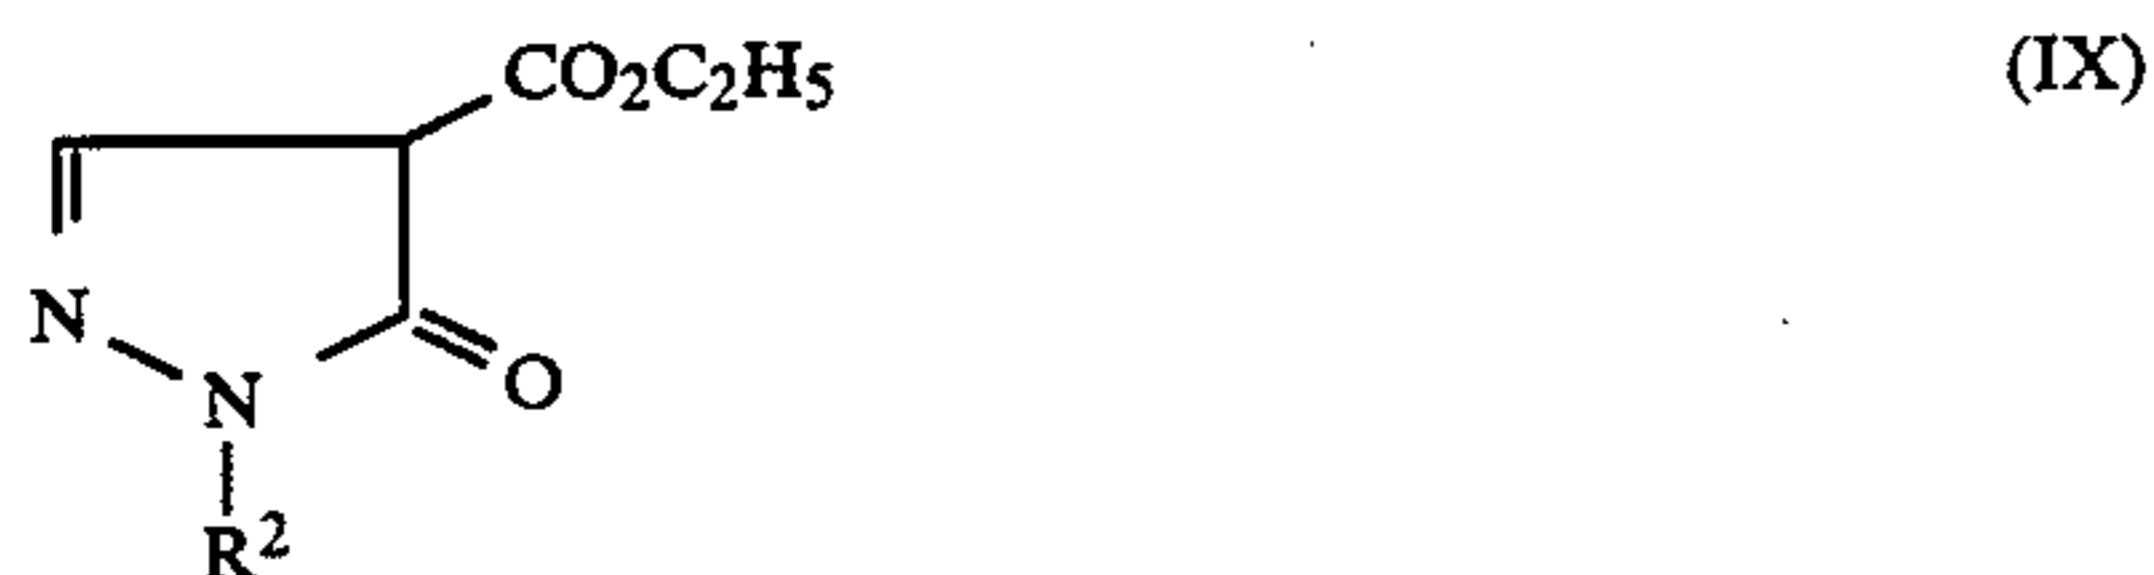 CO₂C₂H₅ (IX)
N
O
N
R²